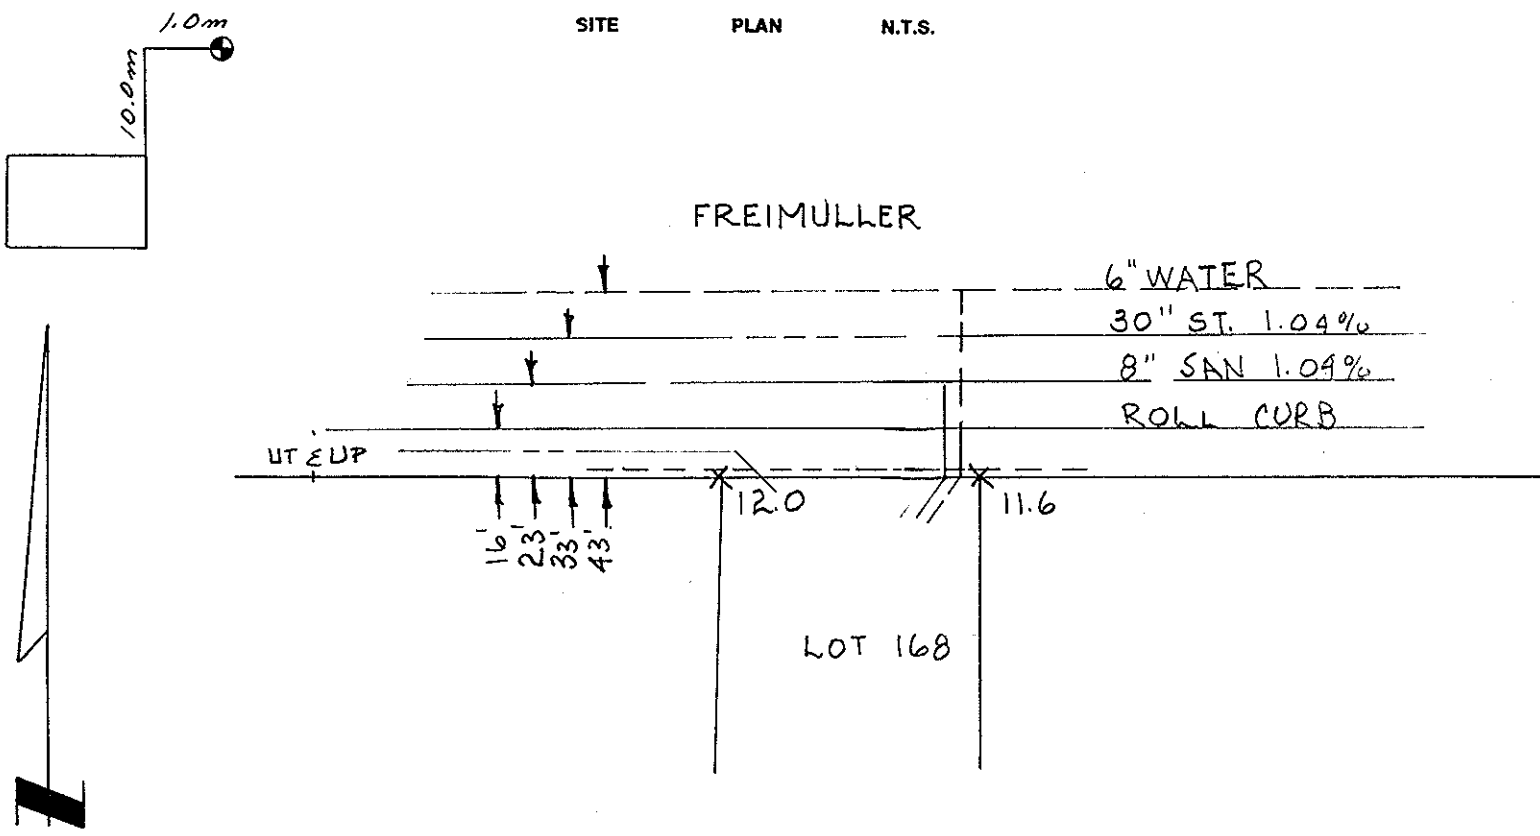 1.0m
SITE PLAN N.T.S.
10.0m
FREIMULLER
6" WATER
30" ST. 1.04%
8" SAN 1.04%
ROLL CURB
UT & UP
12.0
11.6
16'
23'
33'
43'
LOT 168